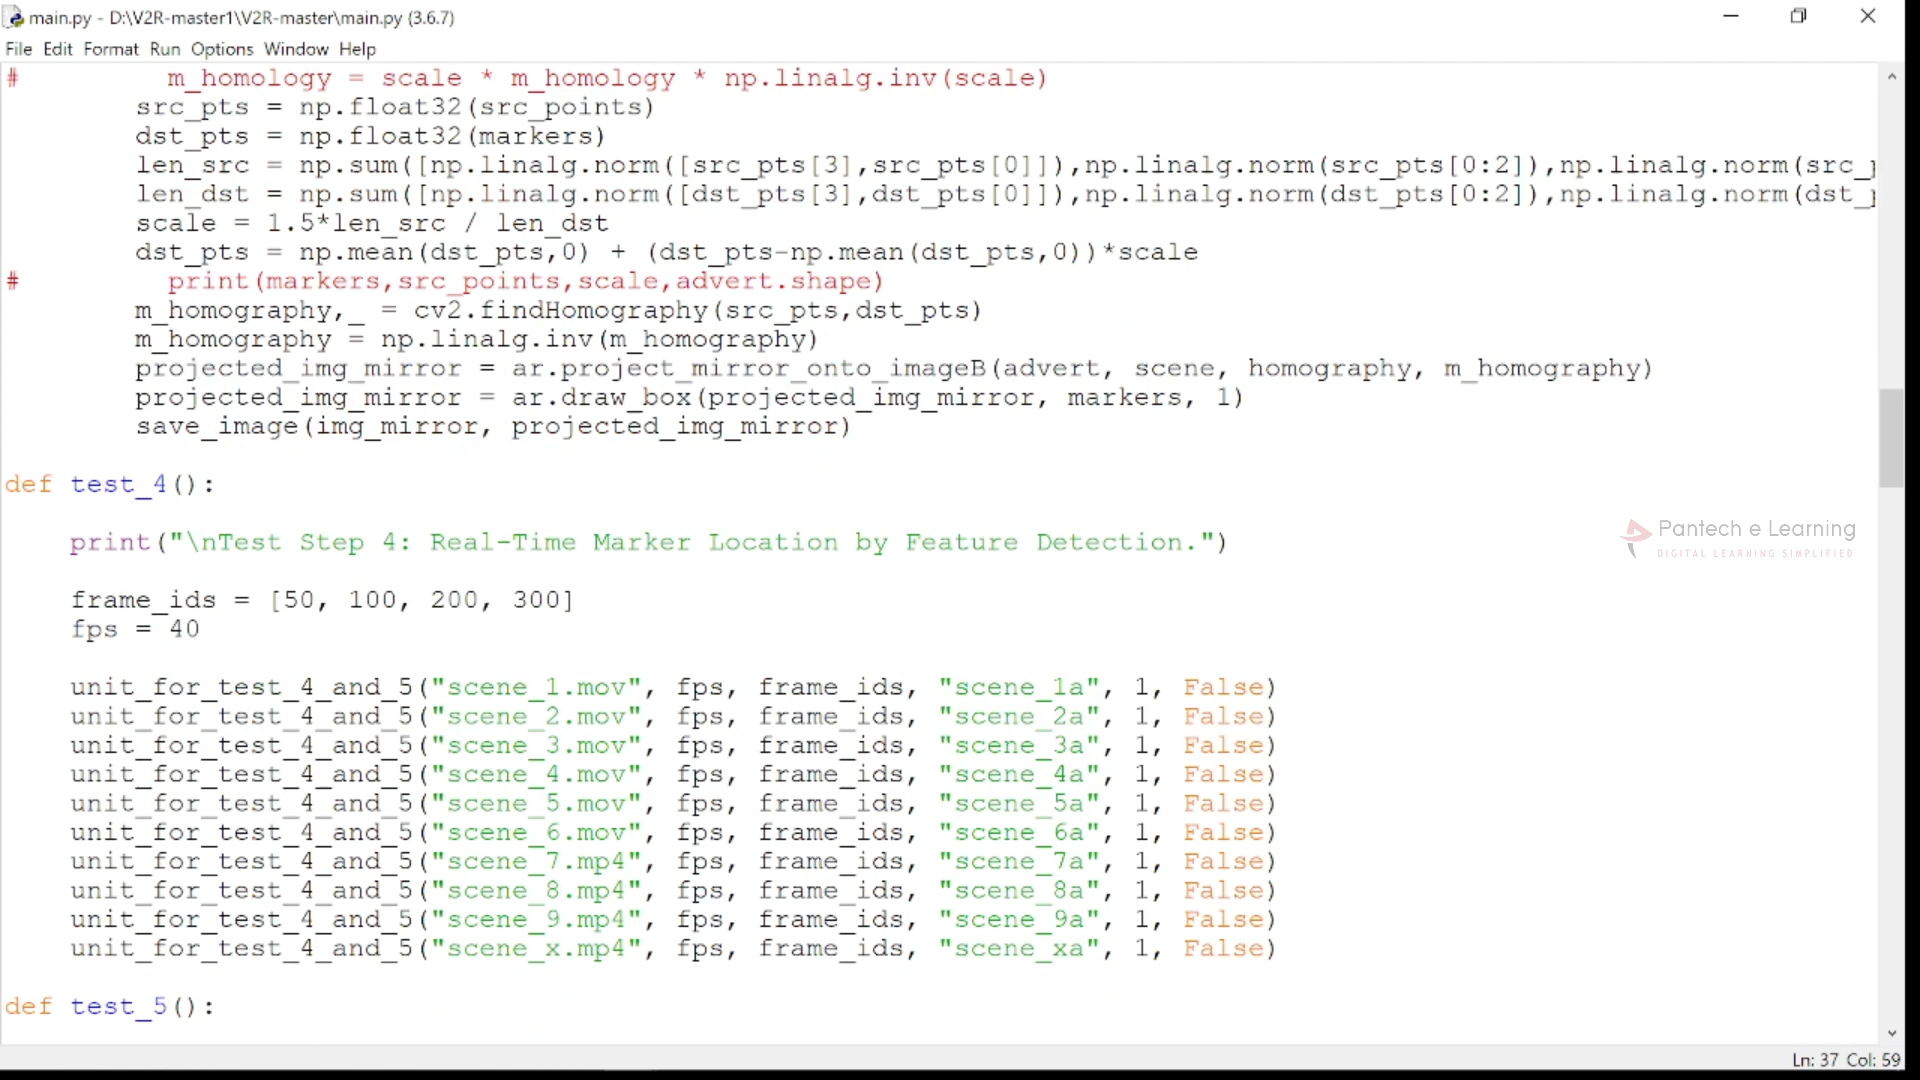 main.py - D:\V2R-master1\V2R-master\main.py (3.6.7)
File Edit Format Run Options Window Help
#         m_homology = scale * m_homology * np.linalg.inv(scale)
        src_pts = np.float32(src_points)
        dst_pts = np.float32(markers)
        len_src = np.sum([np.linalg.norm([src_pts[3],src_pts[0]]),np.linalg.norm(src_pts[0:2]),np.linalg.norm(src_p
        len_dst = np.sum([np.linalg.norm([dst_pts[3],dst_pts[0]]),np.linalg.norm(dst_pts[0:2]),np.linalg.norm(dst_p
        scale = 1.5*len_src / len_dst
        dst_pts = np.mean(dst_pts,0) + (dst_pts-np.mean(dst_pts,0))*scale
#         print(markers,src_points,scale,advert.shape)
        m_homography,_ = cv2.findHomography(src_pts,dst_pts)
        m_homography = np.linalg.inv(m_homography)
        projected_img_mirror = ar.project_mirror_onto_imageB(advert, scene, homography, m_homography)
        projected_img_mirror = ar.draw_box(projected_img_mirror, markers, 1)
        save_image(img_mirror, projected_img_mirror)
def test_4():
    print("\nTest Step 4: Real-Time Marker Location by Feature Detection.")
Pantech e Learning
DIGITAL LEARNING SIMPLIFIED
    frame_ids = [50, 100, 200, 300]
    fps = 40
    unit_for_test_4_and_5("scene_1.mov", fps, frame_ids, "scene_1a", 1, False)
    unit_for_test_4_and_5("scene_2.mov", fps, frame_ids, "scene_2a", 1, False)
    unit_for_test_4_and_5("scene_3.mov", fps, frame_ids, "scene_3a", 1, False)
    unit_for_test_4_and_5("scene_4.mov", fps, frame_ids, "scene_4a", 1, False)
    unit_for_test_4_and_5("scene_5.mov", fps, frame_ids, "scene_5a", 1, False)
    unit_for_test_4_and_5("scene_6.mov", fps, frame_ids, "scene_6a", 1, False)
    unit_for_test_4_and_5("scene_7.mp4", fps, frame_ids, "scene_7a", 1, False)
    unit_for_test_4_and_5("scene_8.mp4", fps, frame_ids, "scene_8a", 1, False)
    unit_for_test_4_and_5("scene_9.mp4", fps, frame_ids, "scene_9a", 1, False)
    unit_for_test_4_and_5("scene_x.mp4", fps, frame_ids, "scene_xa", 1, False)
def test_5():
Ln: 37 Col: 59